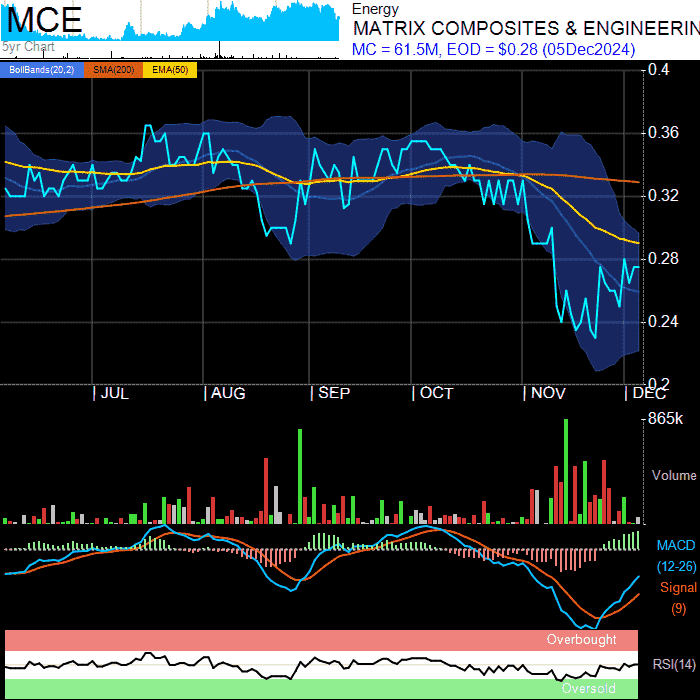 MCE
5yr Chart
Energy
MATRIX COMPOSITES & ENGINEERIN
MC = 61.5M, EOD = $0.28 (05Dec2024)
BollBands(20,2) SMA(200) EMA(50)
0.4
0.36
0.32
0.28
0.24
0.2
JUL AUG SEP OCT NOV DEC
865k
Volume
MACD
(12-26)
Signal
(9)
Overbought
RSI(14)
Oversold